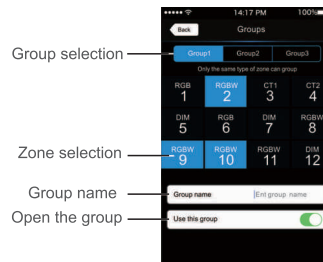 14:17 PM 100%
Back Groups
Group selection
Group1 Group2 Group3
Only the same type of zone can group
RGB RGBW CT1 CT2
1 2 3 4
DIM RGB DIM RGBW
5 6 7 8
Zone selection
RGBW RGBW RGBW DIM
9 10 11 12
Group name
Group name Ent group name
Open the group
Use this group